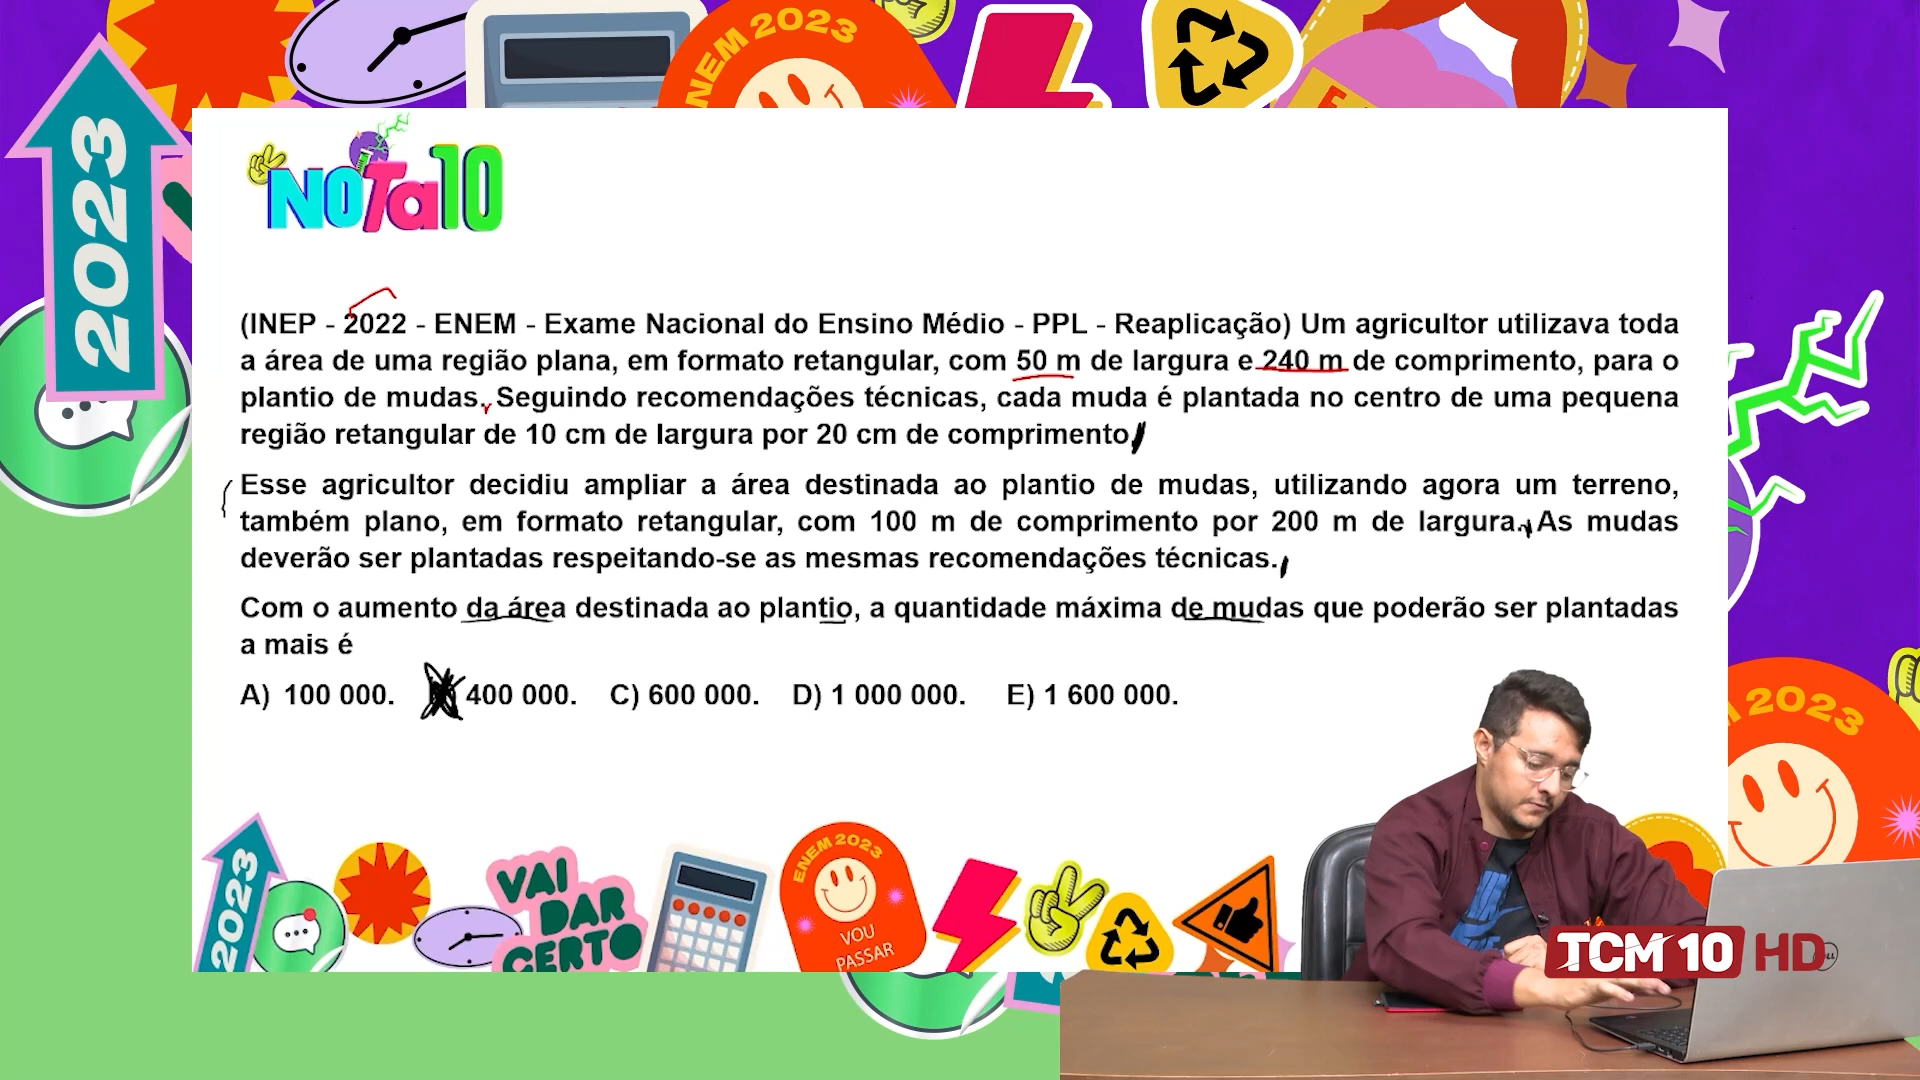 ENEM 2023
2023
NOTa10
(INEP - 2022 - ENEM - Exame Nacional do Ensino Médio - PPL - Reaplicação) Um agricultor utilizava toda
a área de uma região plana, em formato retangular, com 50 m de largura e 240 m de comprimento, para o
plantio de mudas. Seguindo recomendações técnicas, cada muda é plantada no centro de uma pequena
região retangular de 10 cm de largura por 20 cm de comprimento
Esse agricultor decidiu ampliar a área destinada ao plantio de mudas, utilizando agora um terreno,
também plano, em formato retangular, com 100 m de comprimento por 200 m de largura. As mudas
deverão ser plantadas respeitando-se as mesmas recomendações técnicas.
Com o aumento da área destinada ao plantio, a quantidade máxima de mudas que poderão ser plantadas
a mais é
A) 100 000. 400 000. C) 600 000. D) 1 000 000. E) 1 600 000.
2023
2023
VAI
DAR
CERTO
ENEM 2023
VOU
PASSAR
TCM 10 HD